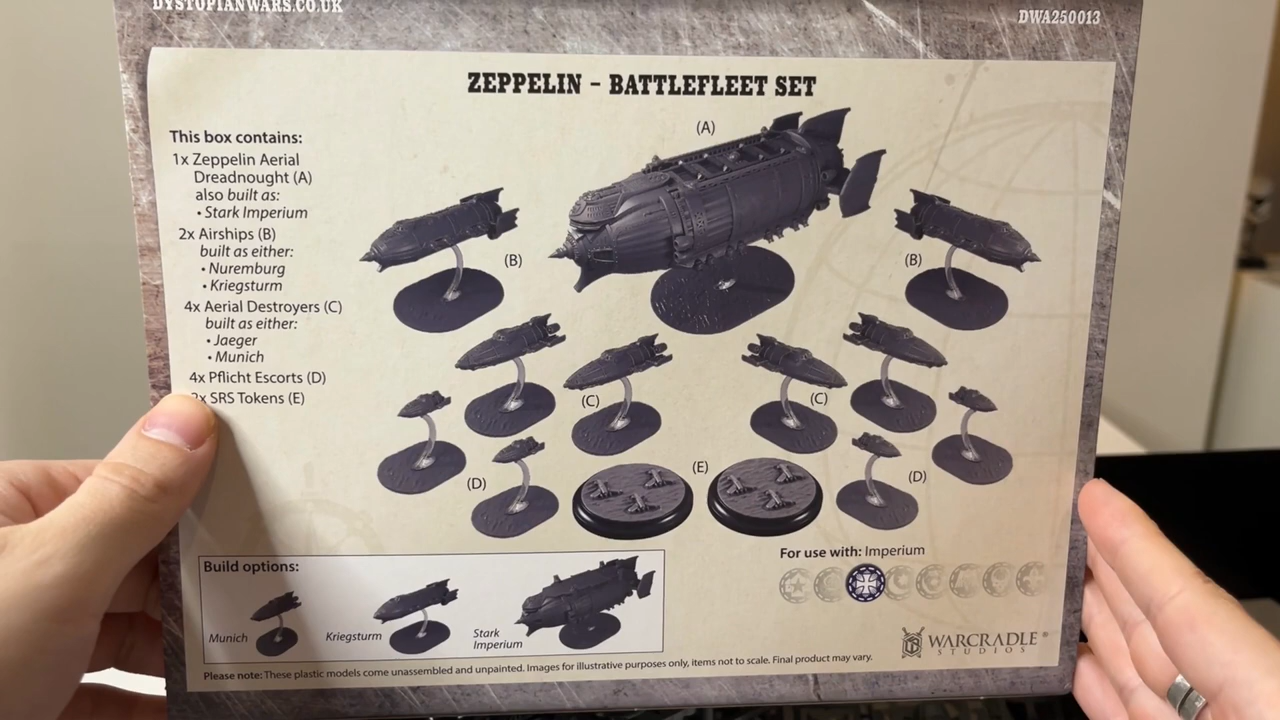 DYSTOPIANWARS.CO.UK
DWA250013
ZEPPELIN – BATTLEFLEET SET
This box contains:
1x Zeppelin Aerial
Dreadnought (A)
also built as:
• Stark Imperium
2x Airships (B)
built as either:
• Nuremburg
• Kriegsturm
4x Aerial Destroyers (C)
built as either:
• Jaeger
• Munich
4x Pflicht Escorts (D)
2x SRS Tokens (E)
(A)
(B)
(B)
(C)
(C)
(D)
(E)
(D)
Build options:
Munich
Kriegsturm
Stark
Imperium
For use with: Imperium
WARCRADLE®
STUDIOS
Please note: These plastic models come unassembled and unpainted. Images for illustrative purposes only, items not to scale. Final product may vary.